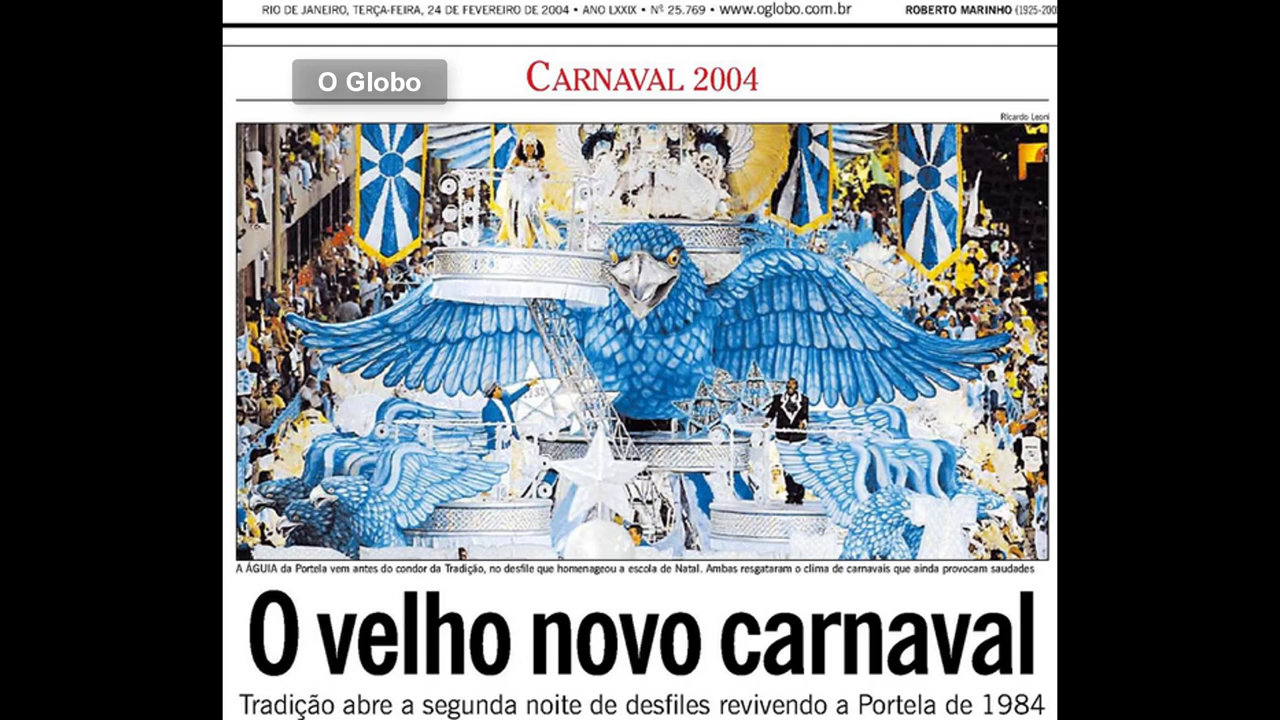 RIO DE JANEIRO, TERÇA-FEIRA, 24 DE FEVEREIRO DE 2004 • ANO LXXIX • Nº 25.769 • www.oglobo.com.br ROBERTO MARINHO (1925-200
O Globo
CARNAVAL 2004
Ricardo Leoni
A ÁGUIA da Portela vem antes do condor da Tradição, no desfile que homenageou a escola de Natal. Ambas resgataram o clima de carnavais que ainda provocam saudades
O velho novo carnaval
Tradição abre a segunda noite de desfiles revivendo a Portela de 1984